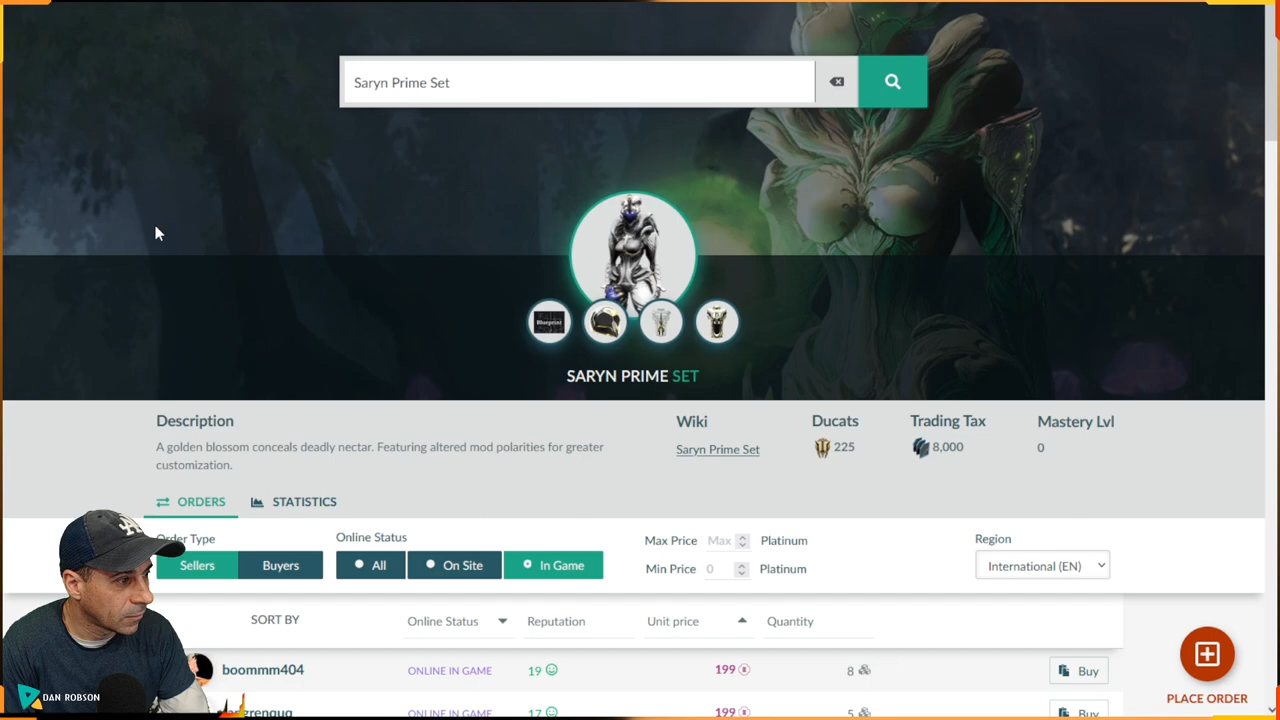 Saryn Prime Set
Blueprint
SARYN PRIME SET
Description
Wiki
Ducats
Trading Tax
Mastery Lvl
A golden blossom conceals deadly nectar. Featuring altered mod polarities for greater
customization.
Saryn Prime Set
225
8,000
0
ORDERS
STATISTICS
Order Type
Online Status
Max Price Max Platinum
Region
Sellers
Buyers
All
On Site
In Game
Min Price 0 Platinum
International (EN)
SORT BY
Online Status
Reputation
Unit price
Quantity
boommm404
ONLINE IN GAME
19
199
8
Buy
ONLINE IN GAME
17
199
5
Buy
PLACE ORDER
DAN ROBSON